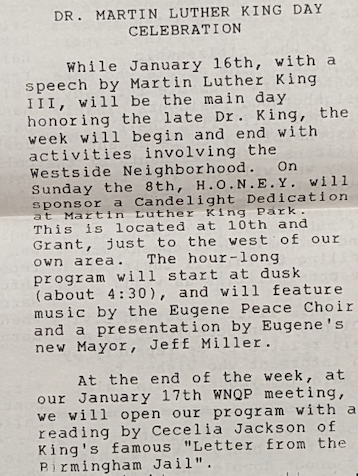 DR. MARTIN LUTHER KING DAY
CELEBRATION
While January 16th, with a
speech by Martin Luther King
III, will be the main day
honoring the late Dr. King, the
week will begin and end with
activities involving the
Westside Neighborhood. On
Sunday the 8th, H.O.N.E.Y. will
sponsor a Candelight Dedication
at Martin Luther King Park.
This is located at 10th and
Grant, just to the west of our
own area. The hour-long
program will start at dusk
(about 4:30), and will feature
music by the Eugene Peace Choir
and a presentation by Eugene's
new Mayor, Jeff Miller.
At the end of the week, at
our January 17th WNQP meeting,
we will open our program with a
reading by Cecelia Jackson of
King's famous "Letter from the
Birmingham Jail".